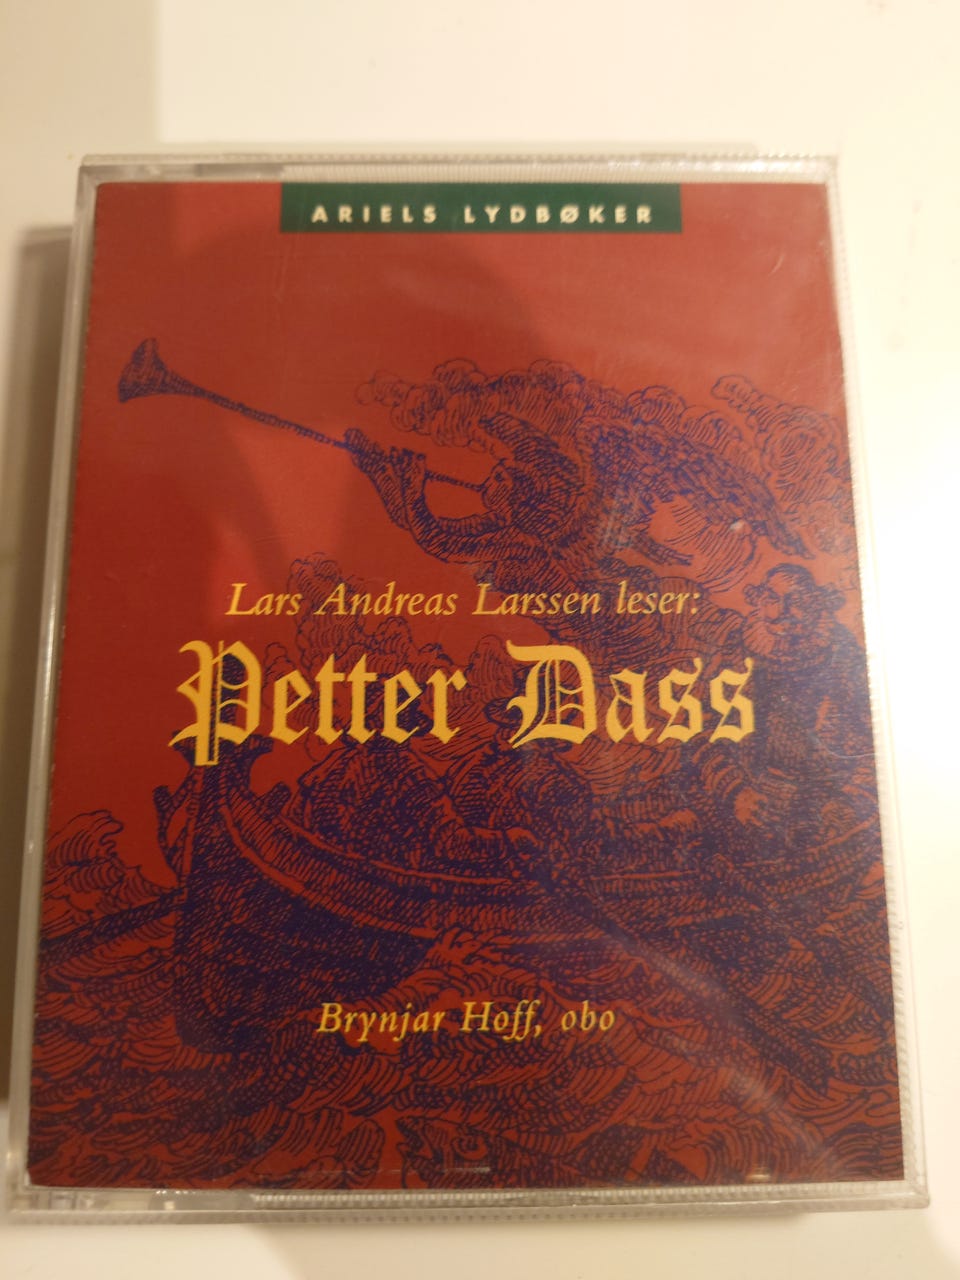 ARIELS LYDBØKER
Lars Andreas Larssen leser:
Petter Dass
Brynjar Hoff, obo